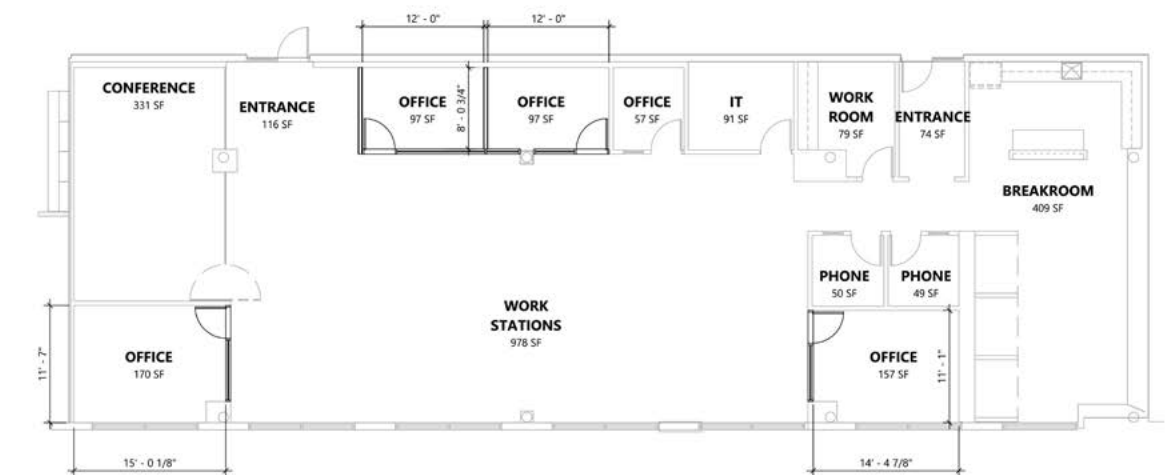 12' - 0"
12' - 0"
CONFERENCE
331 SF
ENTRANCE
116 SF
OFFICE
97 SF
8' - 0 3/4"
OFFICE
97 SF
OFFICE
57 SF
IT
91 SF
WORK
ROOM
79 SF
ENTRANCE
74 SF
BREAKROOM
409 SF
PHONE
50 SF
PHONE
49 SF
WORK
STATIONS
978 SF
11' - 7"
OFFICE
170 SF
OFFICE
157 SF
11' - 1"
15' - 0 1/8"
14' - 4 7/8"